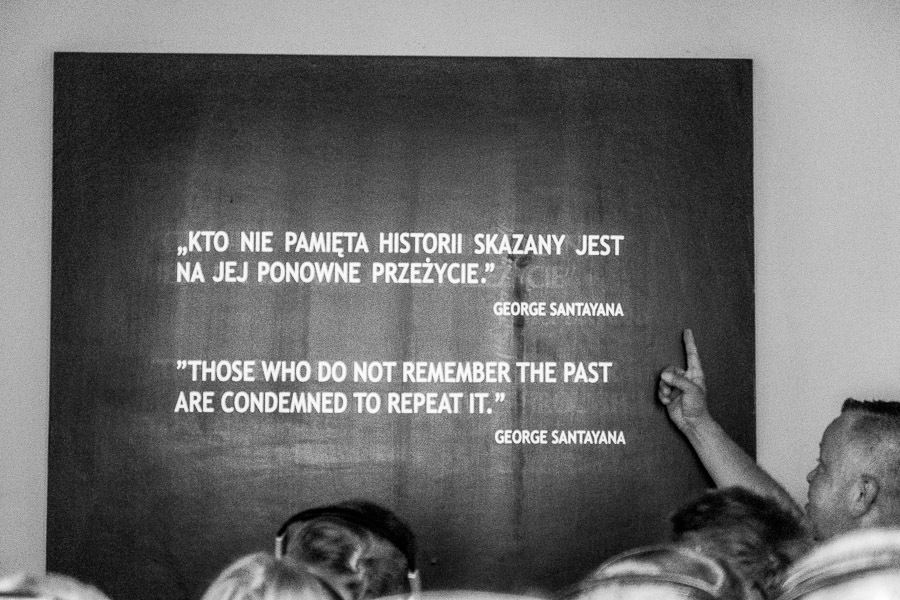 „KTO NIE PAMIĘTA HISTORII SKAZANY JEST
NA JEJ PONOWNE PRZEŻYCIE."
GEORGE SANTAYANA
"THOSE WHO DO NOT REMEMBER THE PAST
ARE CONDEMNED TO REPEAT IT."
GEORGE SANTAYANA